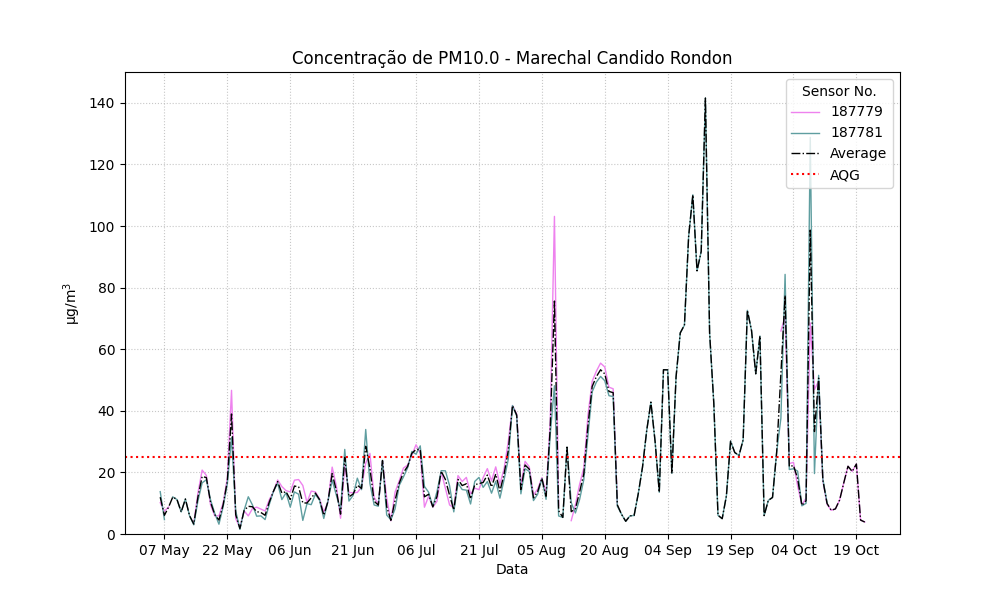 Concentração de PM10.0 - Marechal Candido Rondon
Sensor No.
187779
187781
Average
AQG
140
120
100
80
60
40
20
0
µg/m³
07 May 22 May 06 Jun 21 Jun 06 Jul 21 Jul 05 Aug 20 Aug 04 Sep 19 Sep 04 Oct 19 Oct
Data